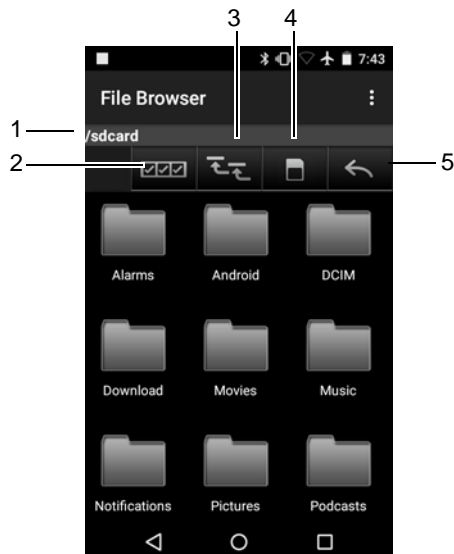 3 4
7:43
File Browser
1 /sdcard
2 5
Alarms Android DCIM
Download Movies Music
Notifications Pictures Podcasts